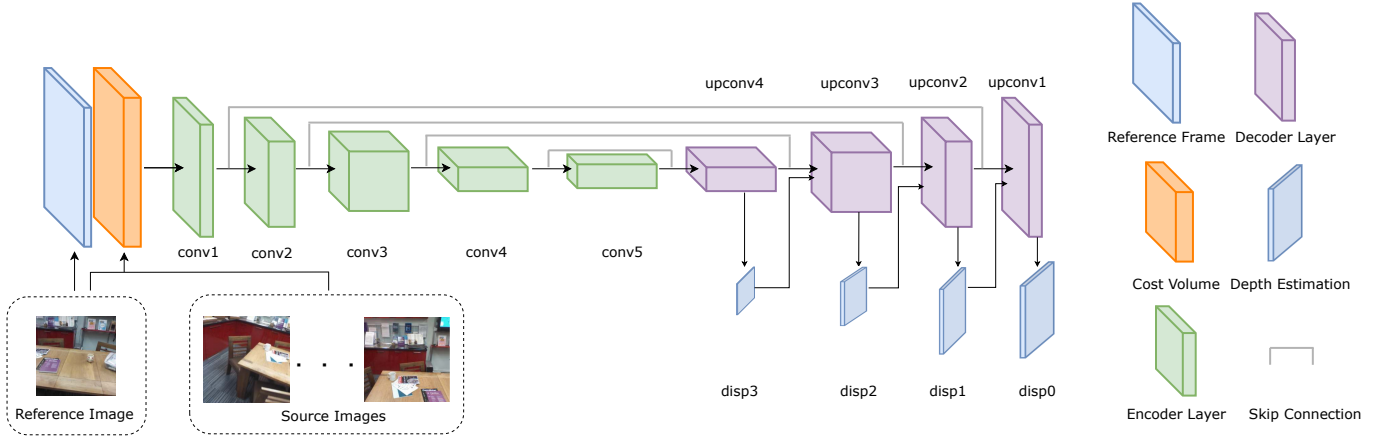 upconv4
upconv3
upconv2
upconv1
Reference Frame
Decoder Layer
conv1
conv2
conv3
conv4
conv5
Cost Volume
Depth Estimation
disp3
disp2
disp1
disp0
Reference Image
Source Images
Encoder Layer
Skip Connection